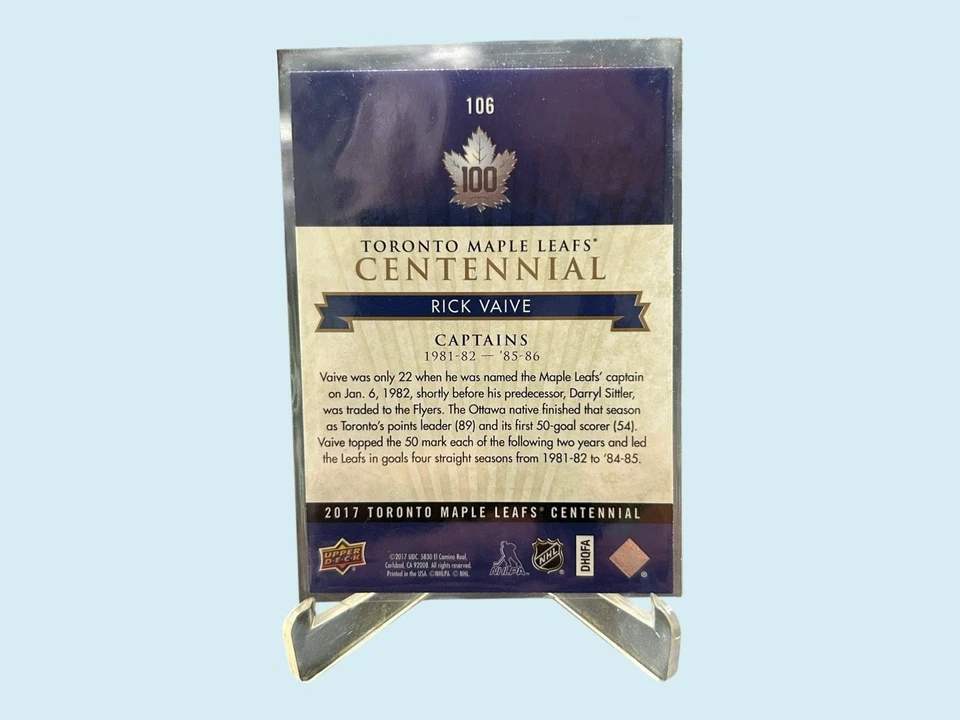 106
100
TORONTO MAPLE LEAFS®
CENTENNIAL
RICK VAIVE
CAPTAINS
1981-82 — '85-86
Vaive was only 22 when he was named the Maple Leafs' captain
on Jan. 6, 1982, shortly before his predecessor, Darryl Sittler,
was traded to the Flyers. The Ottawa native finished that season
as Toronto's points leader (89) and its first 50-goal scorer (54).
Vaive topped the 50 mark each of the following two years and led
the Leafs in goals four straight seasons from 1981-82 to '84-85.
2017 TORONTO MAPLE LEAFS® CENTENNIAL
UPPER
DECK
©2017 UDC. 5830 El Camino Real,
Carlsbad, CA 92008. All rights reserved.
Printed in the USA ©NHLPA © NHL
NHLPA™
NHL
DHQFA